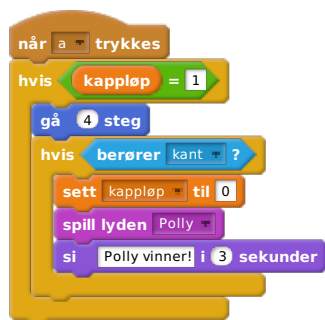 når a trykkes
hvis kappløp = 1
gå 4 steg
hvis berører kant ?
sett kappløp til 0
spill lyden Polly
si Polly vinner! i 3 sekunder